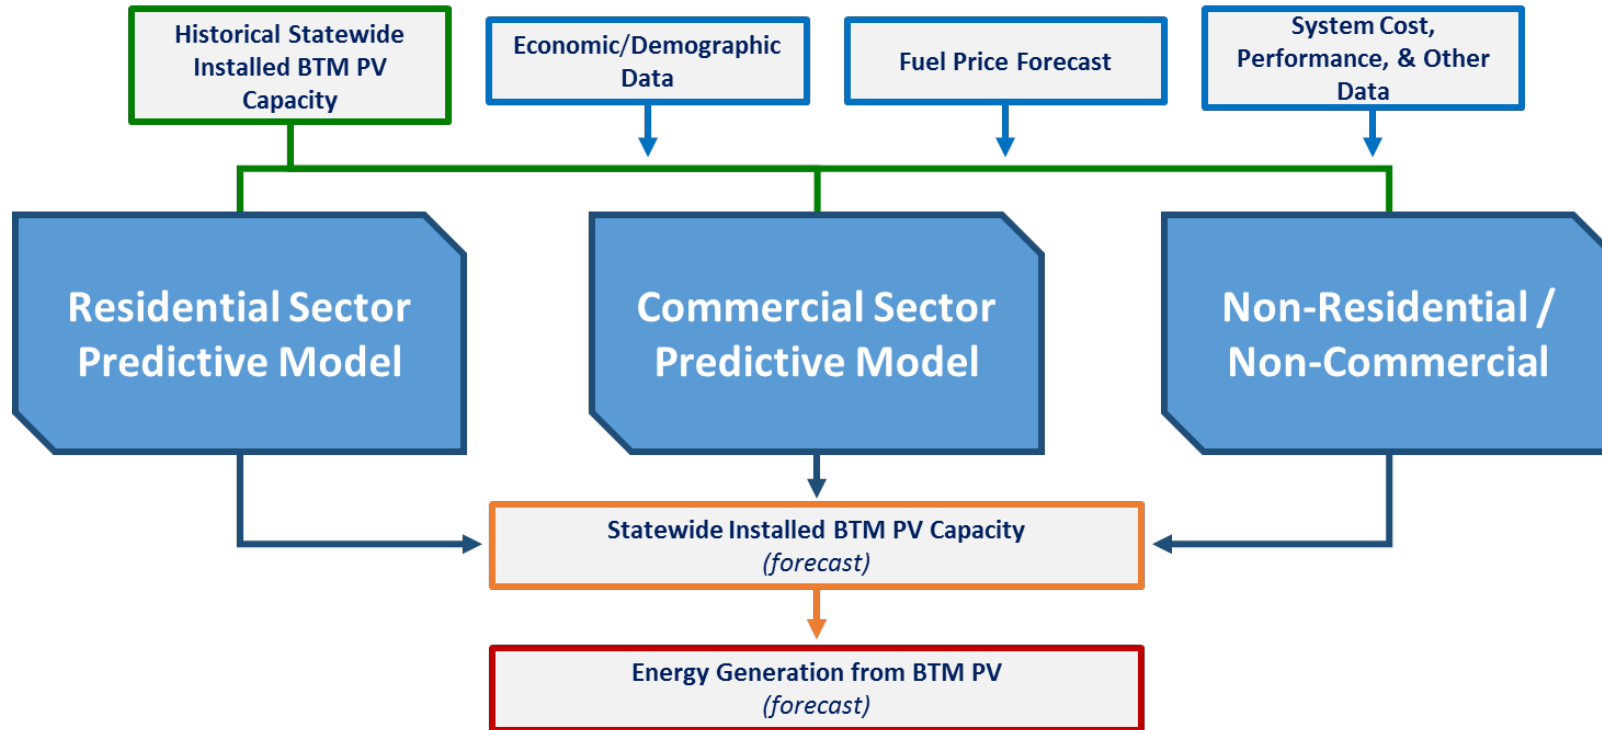 Historical Statewide
Installed BTM PV
Capacity
Economic/Demographic
Data
Fuel Price Forecast
System Cost,
Performance, & Other
Data
Residential Sector
Predictive Model
Commercial Sector
Predictive Model
Non-Residential /
Non-Commercial
Statewide Installed BTM PV Capacity
(forecast)
Energy Generation from BTM PV
(forecast)